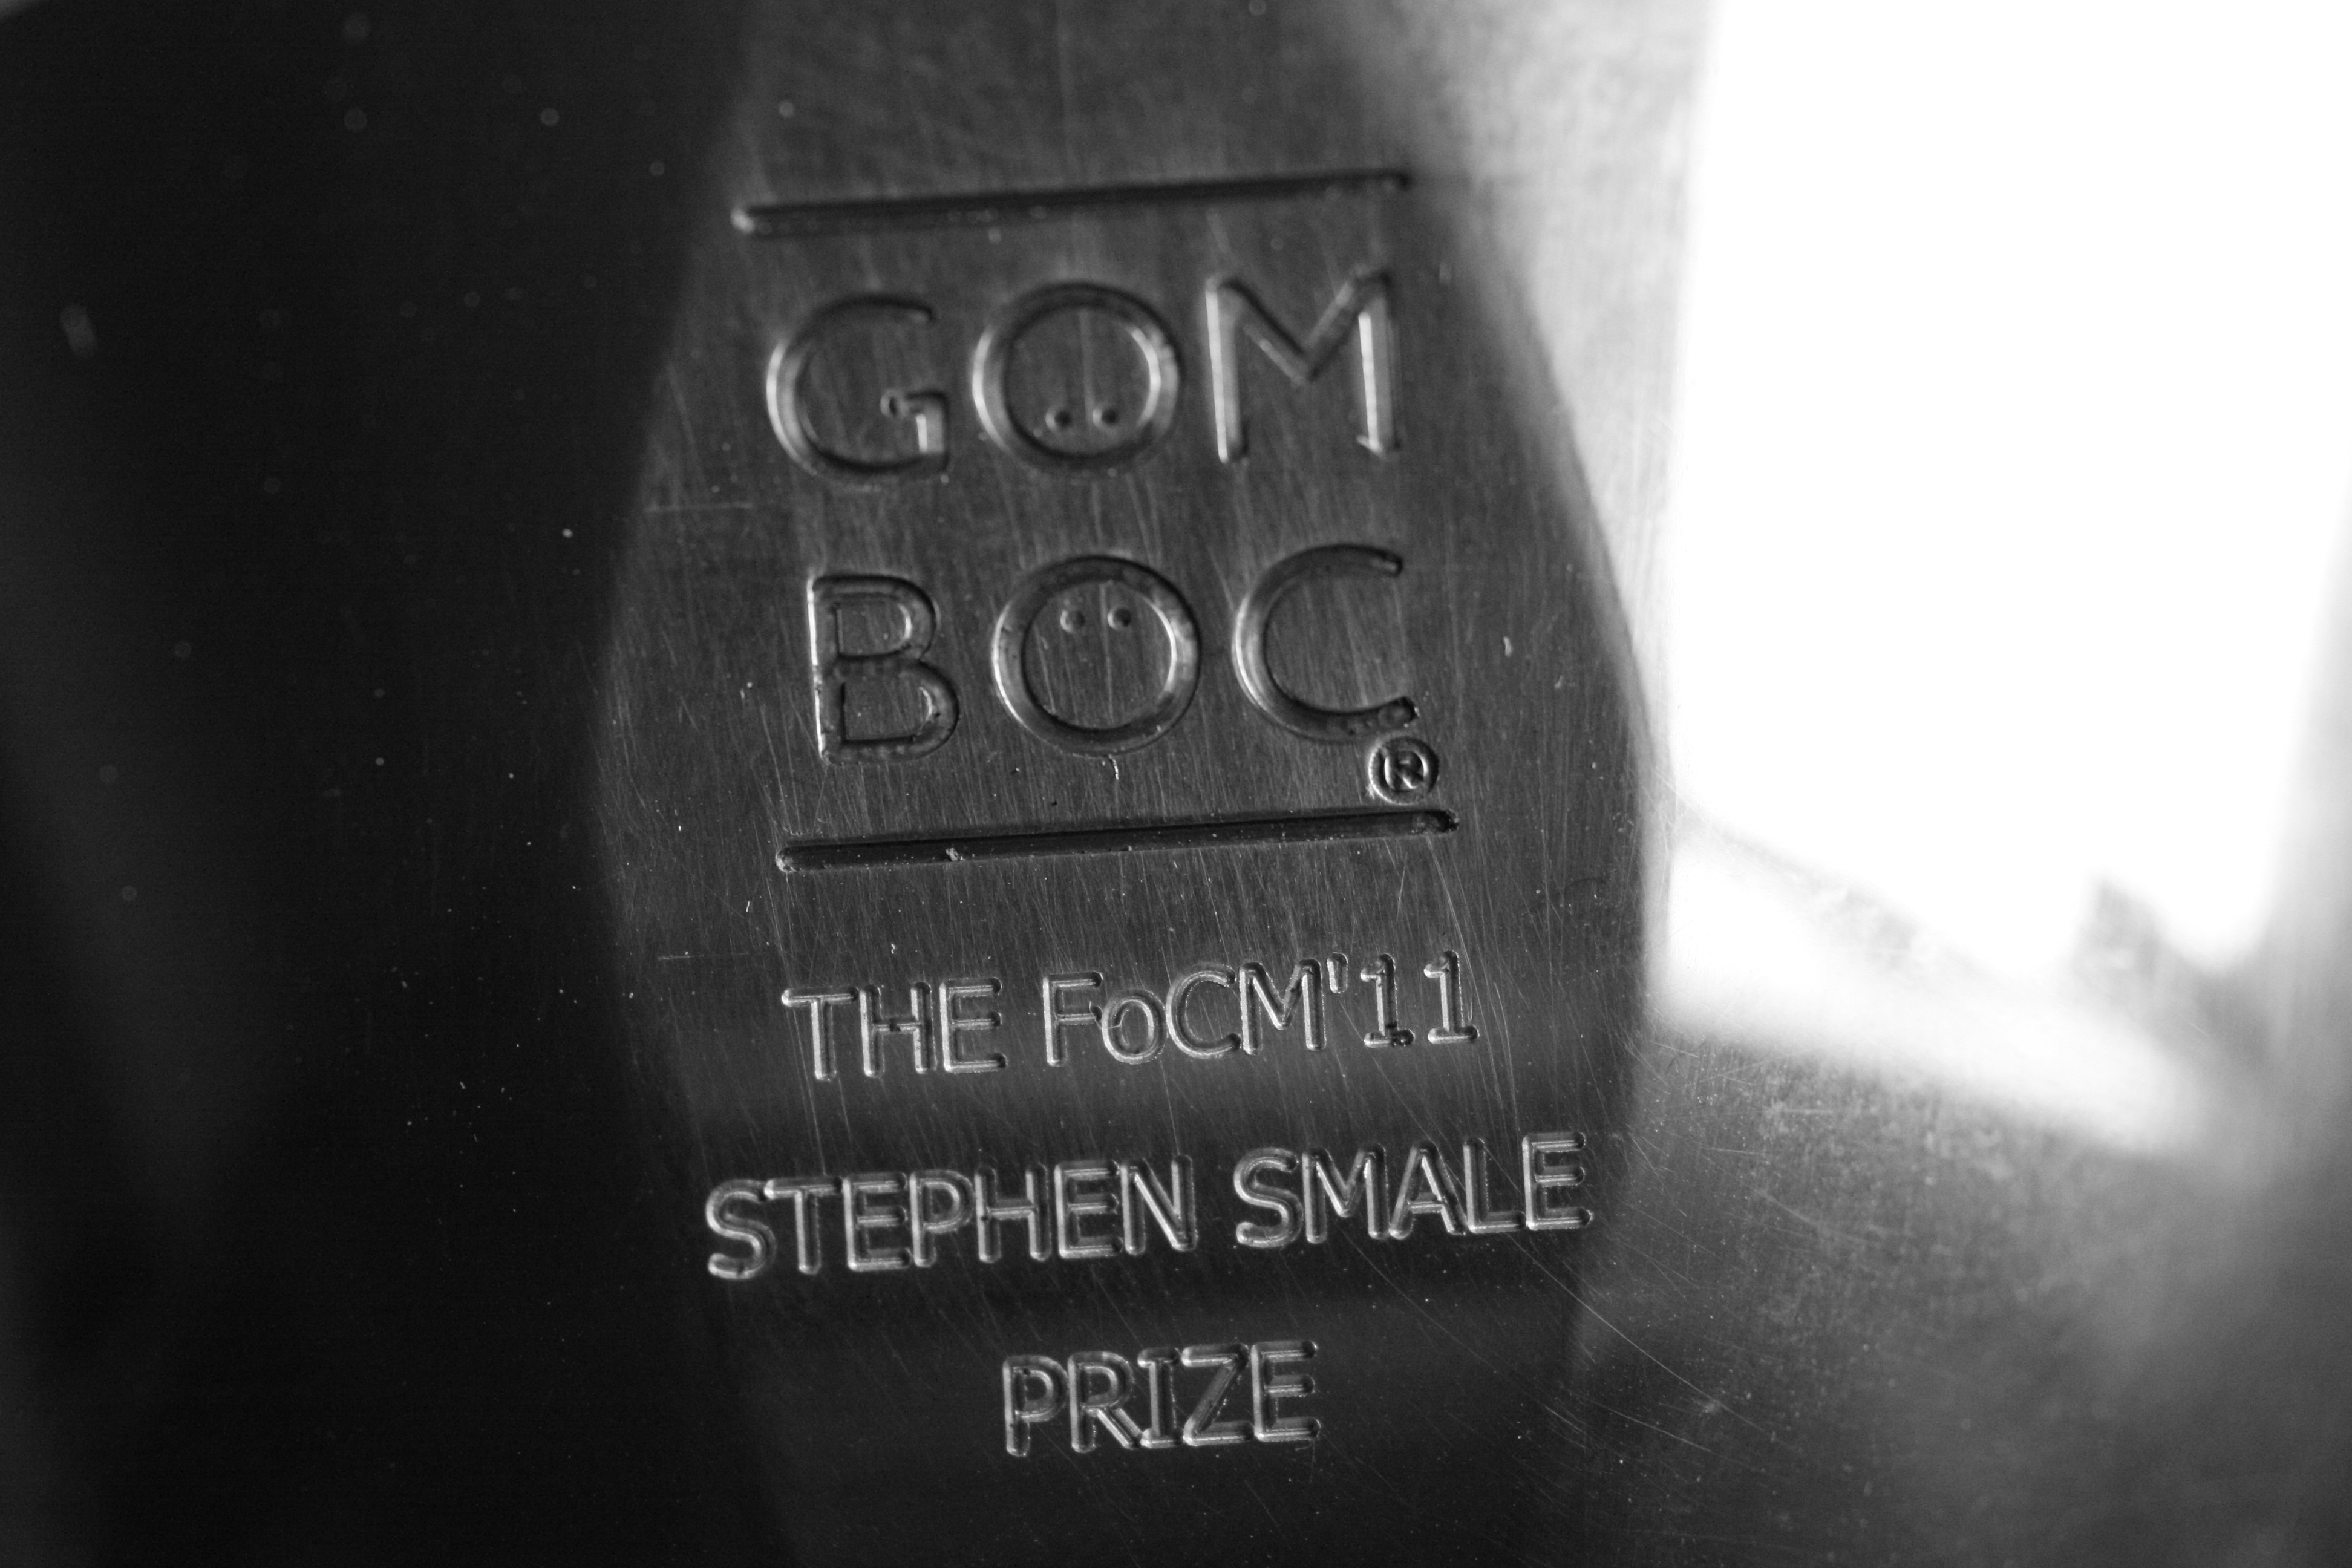 GÖM
BÖC®
THE FoCM'11
STEPHEN SMALE
PRIZE